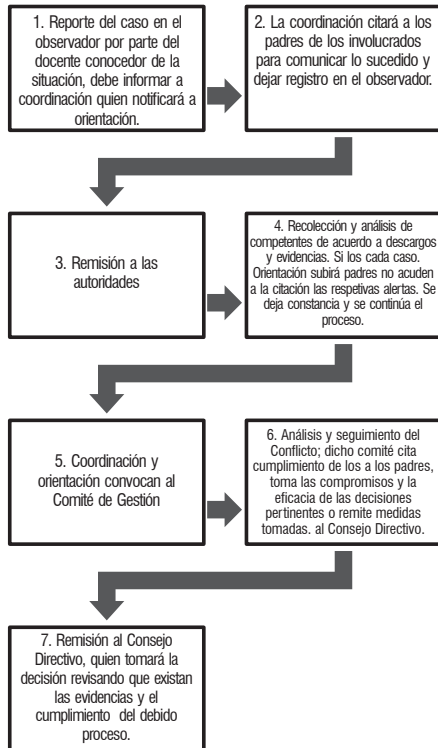 1. Reporte del caso en el
observador por parte del
docente conocedor de la
situación, debe informar a
coordinación quien notificará a
orientación.
2. La coordinación citará a los
padres de los involucrados
para comunicar lo sucedido y
dejar registro en el observador.
3. Remisión a las
autoridades
4. Recolección y análisis de
competentes de acuerdo a descargos
y evidencias. Si los cada caso.
Orientación subirá padres no acuden
a la citación las respetivas alertas. Se
deja constancia y se continúa el
proceso.
5. Coordinación y
orientación convocan al
Comité de Gestión
6. Análisis y seguimiento del
Conflicto; dicho comité cita
cumplimiento de los a los padres,
toma las compromisos y la
eficacia de las decisiones
pertinentes o remite medidas
tomadas. al Consejo Directivo.
7. Remisión al Consejo
Directivo, quien tomará la
decisión revisando que existan
las evidencias y el
cumplimiento del debido
proceso.